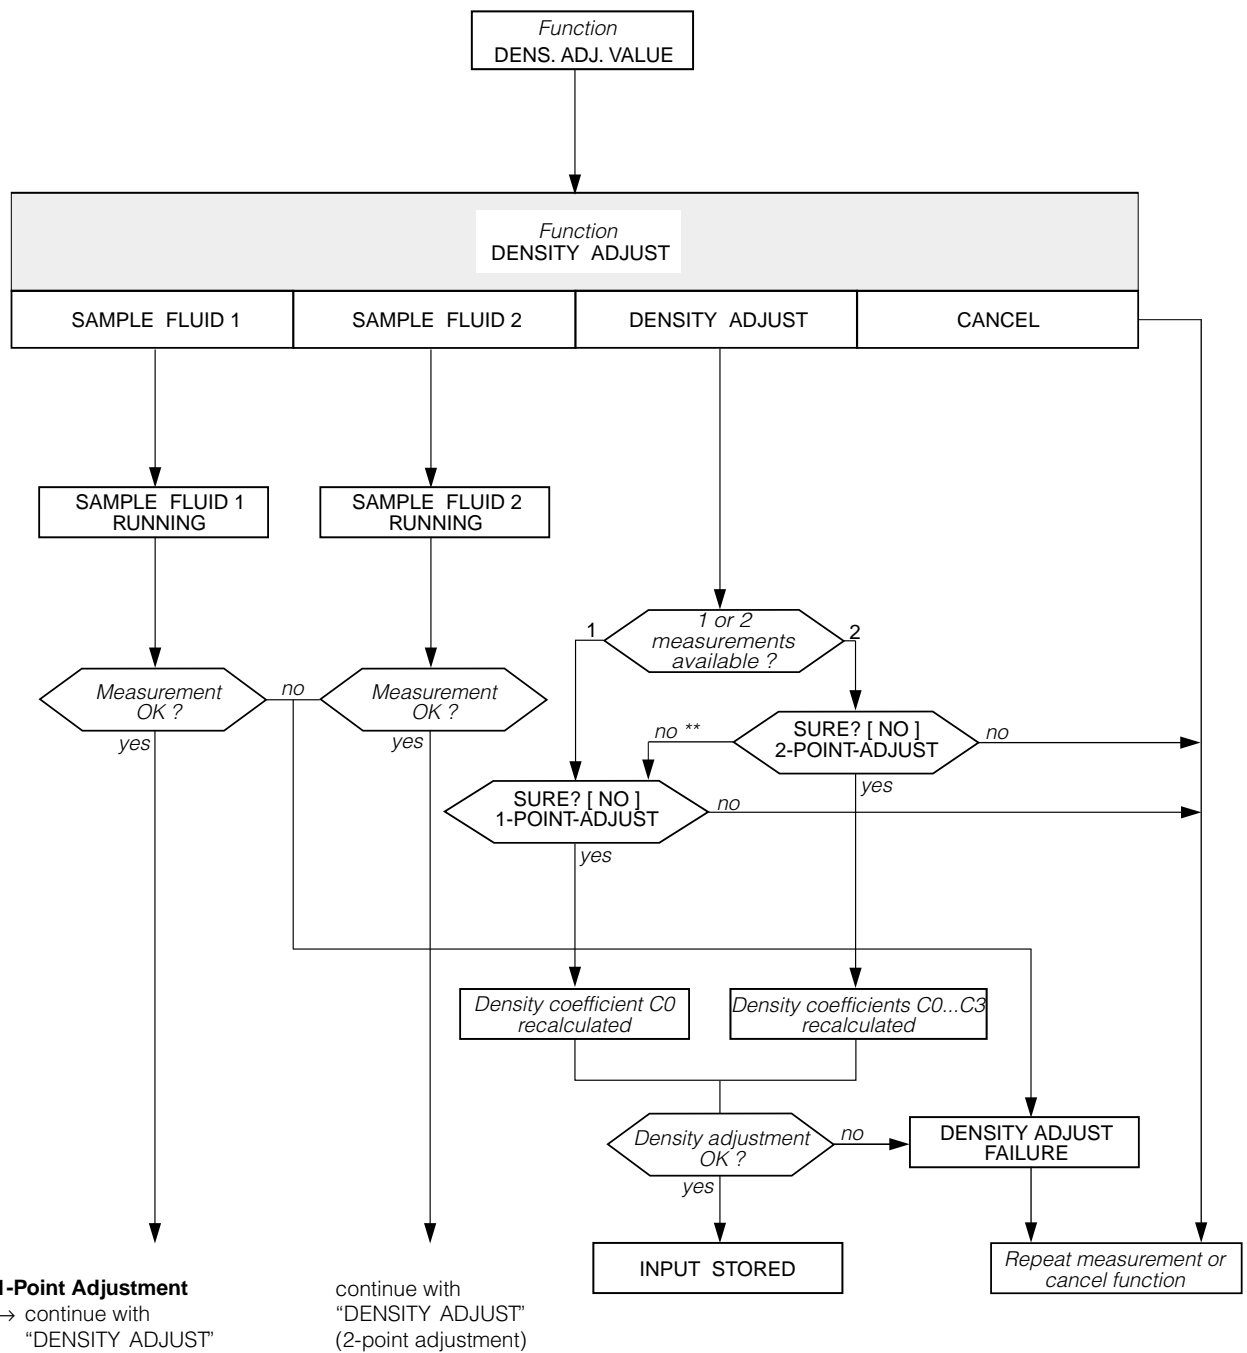 Function
DENS. ADJ. VALUE
Function
DENSITY ADJUST
SAMPLE FLUID 1
SAMPLE FLUID 2
DENSITY ADJUST
CANCEL
SAMPLE FLUID 1
RUNNING
SAMPLE FLUID 2
RUNNING
1
1 or 2
measurements
available ?
2
Measurement
OK ?
no
Measurement
OK ?
yes
yes
no **
SURE? [ NO ]
2-POINT-ADJUST
no
yes
SURE? [ NO ]
1-POINT-ADJUST
no
yes
Density coefficient C0
recalculated
Density coefficients C0...C3
recalculated
Density adjustment
OK ?
no
yes
DENSITY ADJUST
FAILURE
INPUT STORED
Repeat measurement or
cancel function
1-Point Adjustment
→ continue with
"DENSITY ADJUST"
continue with
"DENSITY ADJUST"
(2-point adjustment)